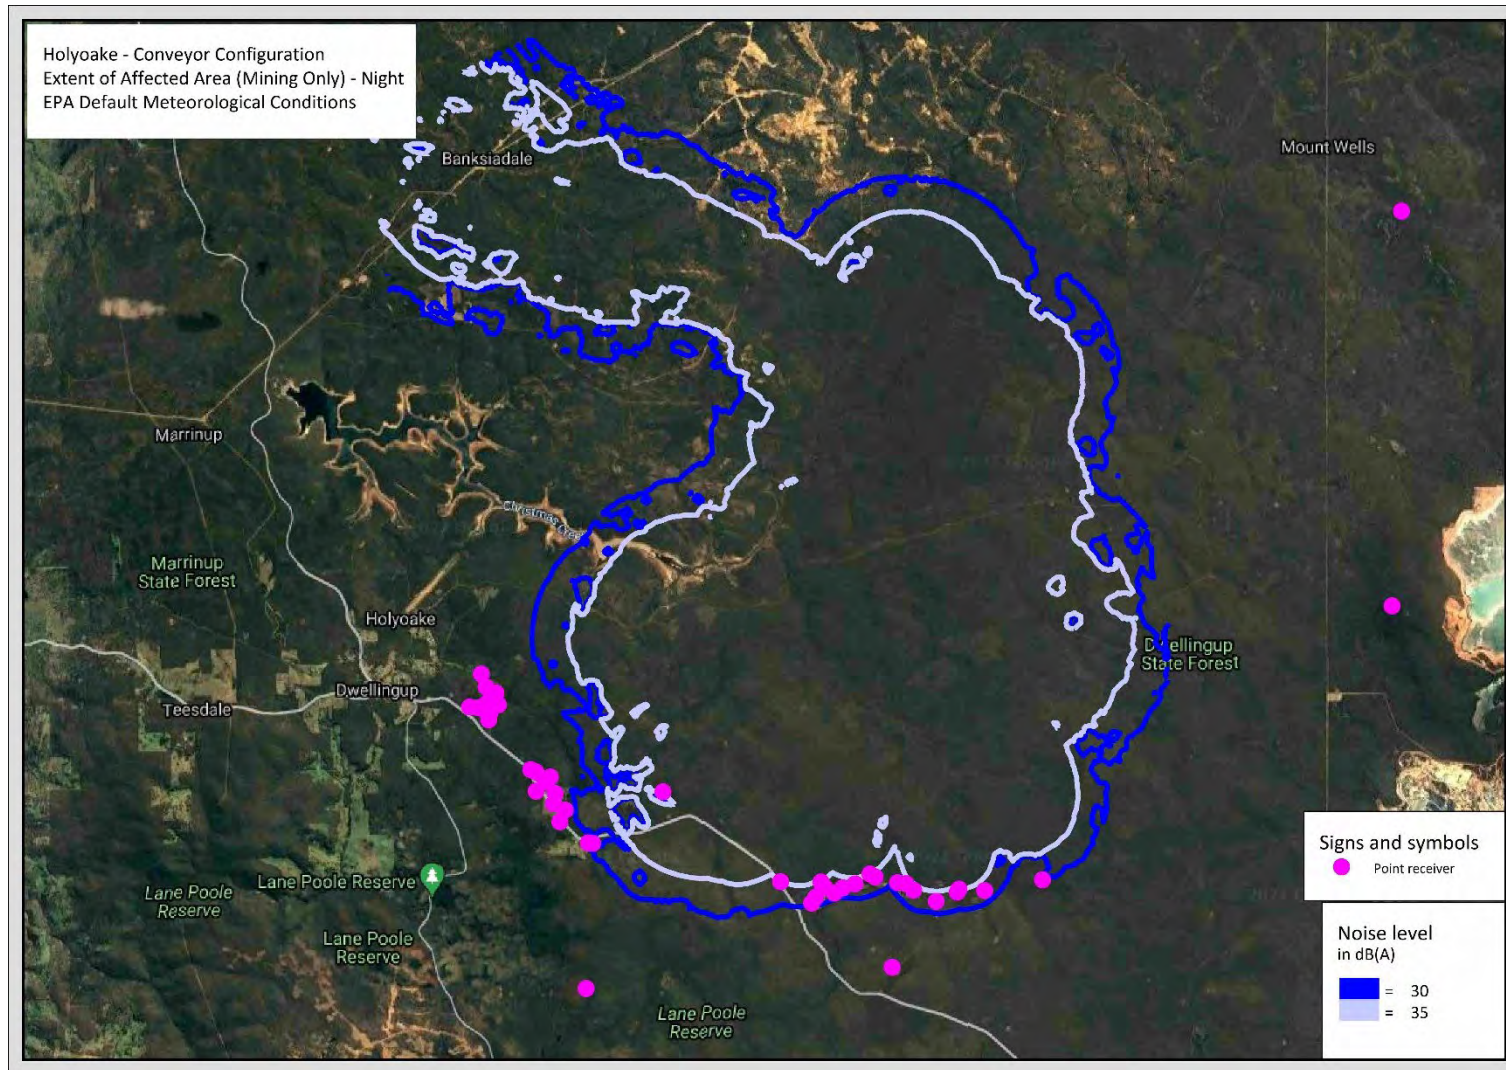 Holyoake - Conveyor Configuration
Extent of Affected Area (Mining Only) - Night
EPA Default Meteorological Conditions
Banksiadale
Mount Wells
Marrinup
Christmas Creek
Marrinup
State Forest
Holyoake
Dwellingup
State Forest
Dwellingup
Teesdale
Lane Poole Reserve
Lane Poole
Reserve
Lane Poole
Reserve
Lane Poole
Reserve
Signs and symbols
Point receiver
Noise level
in dB(A)
= 30
= 35